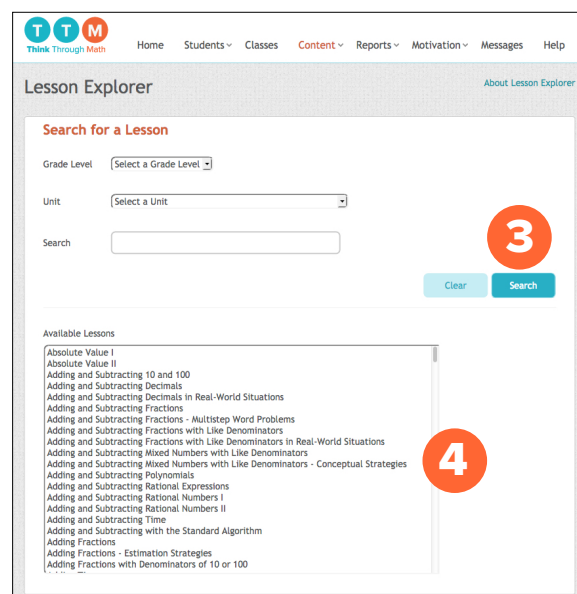 TTM
Think Through Math
Home Students Classes Content Reports Motivation Messages Help
Lesson Explorer
About Lesson Explorer
Search for a Lesson
Grade Level Select a Grade Level
Unit Select a Unit
3
Search
Clear Search
Available Lessons
Absolute Value I
Absolute Value II
Adding and Subtracting 10 and 100
Adding and Subtracting Decimals
Adding and Subtracting Decimals in Real-World Situations
Adding and Subtracting Fractions
Adding and Subtracting Fractions - Multistep Word Problems
Adding and Subtracting Fractions with Like Denominators
Adding and Subtracting Fractions with Like Denominators in Real-World Situations
Adding and Subtracting Mixed Numbers with Like Denominators
Adding and Subtracting Mixed Numbers with Like Denominators - Conceptual Strategies
4
Adding and Subtracting Polynomials
Adding and Subtracting Rational Expressions
Adding and Subtracting Rational Numbers I
Adding and Subtracting Rational Numbers II
Adding and Subtracting Time
Adding and Subtracting with the Standard Algorithm
Adding Fractions
Adding Fractions - Estimation Strategies
Adding Fractions with Denominators of 10 or 100